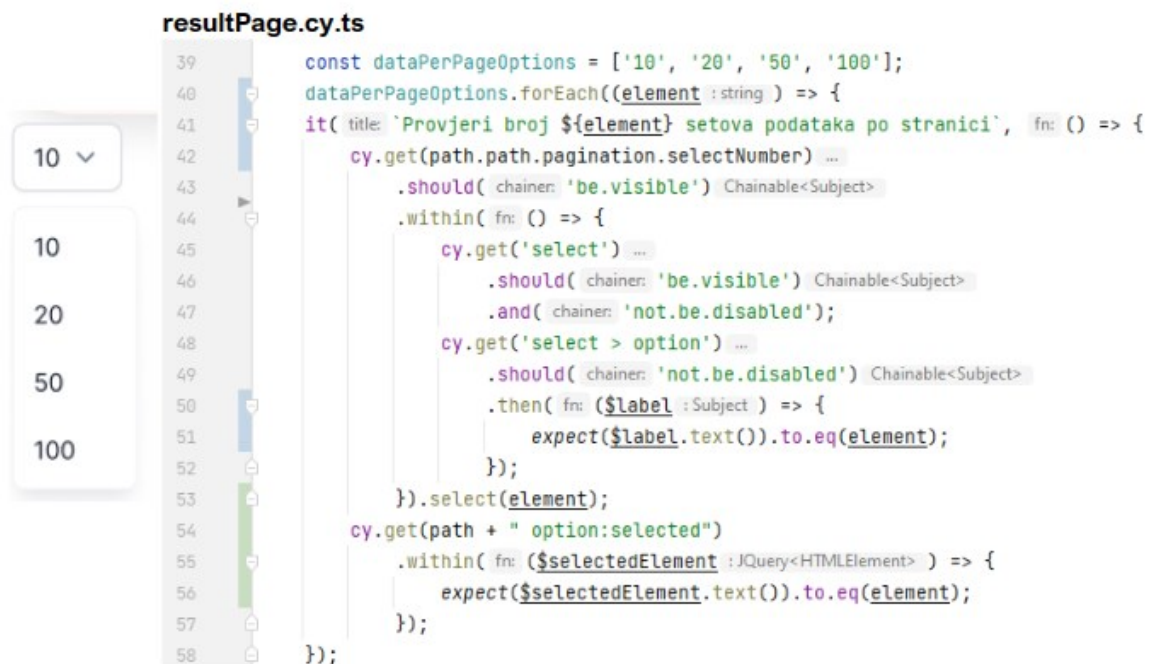 resultPage.cy.ts
10
10
20
50
100
39 const dataPerPageOptions = ['10', '20', '50', '100'];
40 dataPerPageOptions.forEach((element : string ) => {
41 it( title: `Provjeri broj ${element} setova podataka po stranici`, fn: () => {
42 cy.get(path.path.pagination.selectNumber) ...
43 .should( chainer: 'be.visible') Chainable<Subject>
44 .within( fn: () => {
45 cy.get('select') ...
46 .should( chainer: 'be.visible') Chainable<Subject>
47 .and( chainer: 'not.be.disabled');
48 cy.get('select > option') ...
49 .should( chainer: 'not.be.disabled') Chainable<Subject>
50 .then( fn: ($label : Subject ) => {
51 expect($label.text()).to.eq(element);
52 });
53 }).select(element);
54 cy.get(path + " option:selected")
55 .within( fn: ($selectedElement : JQuery<HTMLElement> ) => {
56 expect($selectedElement.text()).to.eq(element);
57 });
58 });